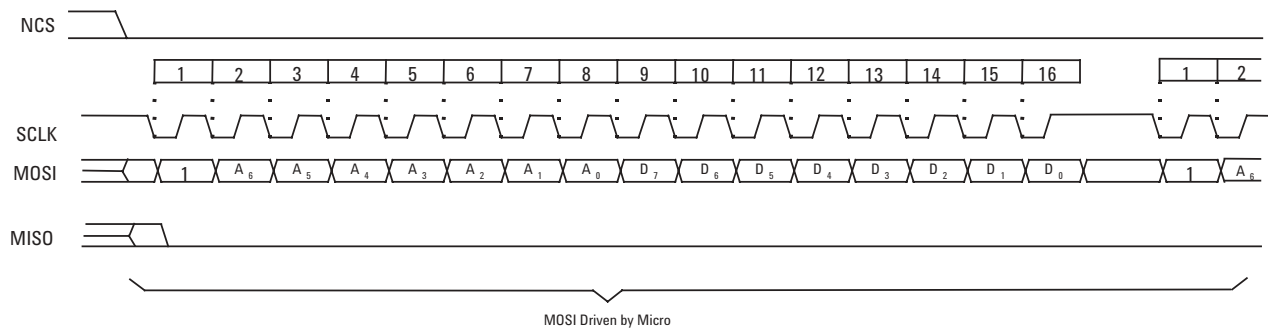 NCS
1 2 3 4 5 6 7 8 9 10 11 12 13 14 15 16 1 2
SCLK
MOSI 1 A6 A5 A4 A3 A2 A1 A0 D7 D6 D5 D4 D3 D2 D1 D0 1 A6
MISO
MOSI Driven by Micro